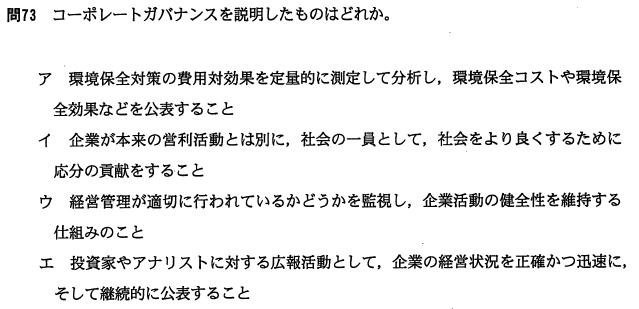 問73 コーポレートガバナンスを説明したものはどれか。
ア 環境保全対策の費用対効果を定量的に測定して分析し，環境保全コストや環境保
全効果などを公表すること
イ 企業が本来の営利活動とは別に，社会の一員として，社会をより良くするために
応分の貢献をすること
ウ 経営管理が適切に行われているかどうかを監視し，企業活動の健全性を維持する
仕組みのこと
エ 投資家やアナリストに対する広報活動として，企業の経営状況を正確かつ迅速に，
そして継続的に公表すること